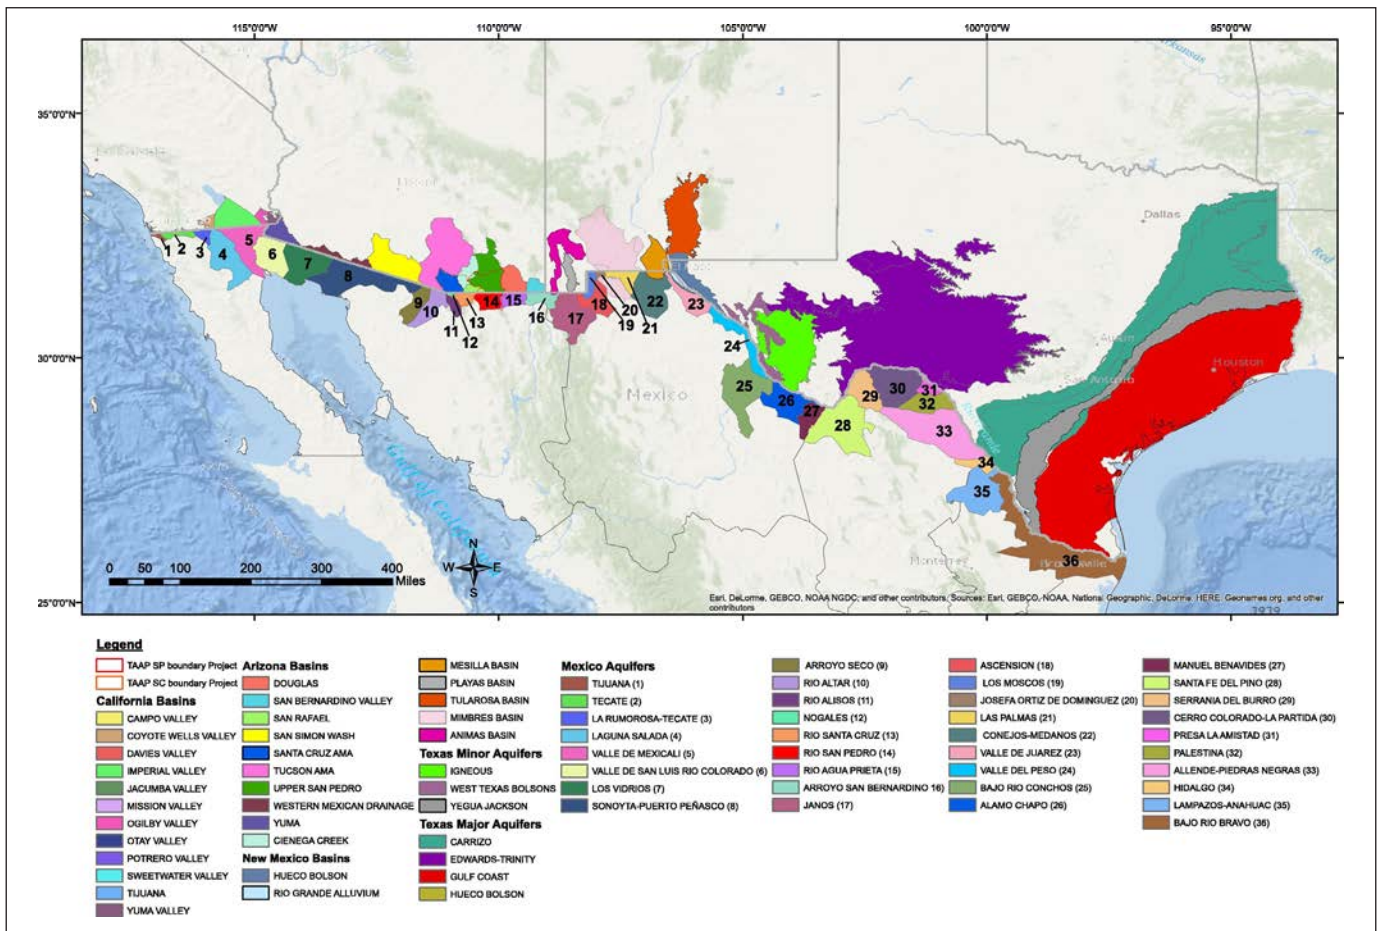 115°0'0"W 110°0'0"W 105°0'0"W 100°0'0"W 95°0'0"W
35°0'0"N
30°0'0"N
25°0'0"N
Arkansas
Red
Dallas
Austin
San Antonio
Houston
Rio Grande
Mexico
Monterrey
Brownsville
Gulf of California
1 2 3 4 5 6 7 8 9 10 11 12 13 14 15 16 17 18 19 20 21 22 23 24 25 26 27 28 29 30 31 32 33 34 35 36
N
W E
S
0 50 100 200 300 400
Miles
Esri, DeLorme, GEBCO, NOAA NGDC, and other contributors, Sources: Esri, GEBCO, NOAA, National Geographic, DeLorme, HERE, Geonames.org, and other
contributors
Legend
TAAP SP boundary Project
TAAP SC boundary Project
California Basins
CAMPO VALLEY
COYOTE WELLS VALLEY
DAVIES VALLEY
IMPERIAL VALLEY
JACUMBA VALLEY
MISSION VALLEY
OGILBY VALLEY
OTAY VALLEY
POTRERO VALLEY
SWEETWATER VALLEY
TIJUANA
YUMA VALLEY
Arizona Basins
DOUGLAS
SAN BERNARDINO VALLEY
SAN RAFAEL
SAN SIMON WASH
SANTA CRUZ AMA
TUCSON AMA
UPPER SAN PEDRO
WESTERN MEXICAN DRAINAGE
YUMA
CIENEGA CREEK
New Mexico Basins
HUECO BOLSON
RIO GRANDE ALLUVIUM
MESILLA BASIN
PLAYAS BASIN
TULAROSA BASIN
MIMBRES BASIN
ANIMAS BASIN
Texas Minor Aquifers
IGNEOUS
WEST TEXAS BOLSONS
YEGUA JACKSON
Texas Major Aquifers
CARRIZO
EDWARDS-TRINITY
GULF COAST
HUECO BOLSON
Mexico Aquifers
TIJUANA (1)
TECATE (2)
LA RUMOROSA-TECATE (3)
LAGUNA SALADA (4)
VALLE DE MEXICALI (5)
VALLE DE SAN LUIS RIO COLORADO (6)
LOS VIDRIOS (7)
SONOYTA-PUERTO PEÑASCO (8)
ARROYO SECO (9)
RIO ALTAR (10)
RIO ALISOS (11)
NOGALES (12)
RIO SANTA CRUZ (13)
RIO SAN PEDRO (14)
RIO AGUA PRIETA (15)
ARROYO SAN BERNARDINO 16)
JANOS (17)
ASCENSION (18)
LOS MOSCOS (19)
JOSEFA ORTIZ DE DOMINGUEZ (20)
LAS PALMAS (21)
CONEJOS-MEDANOS (22)
VALLE DE JUAREZ (23)
VALLE DEL PESO (24)
BAJO RIO CONCHOS (25)
ALAMO CHAPO (26)
MANUEL BENAVIDES (27)
SANTA FE DEL PINO (28)
SERRANIA DEL BURRO (29)
CERRO COLORADO-LA PARTIDA (30)
PRESA LA AMISTAD (31)
PALESTINA (32)
ALLENDE-PIEDRAS NEGRAS (33)
HIDALGO (34)
LAMPAZOS-ANAHUAC (35)
BAJO RIO BRAVO (36)